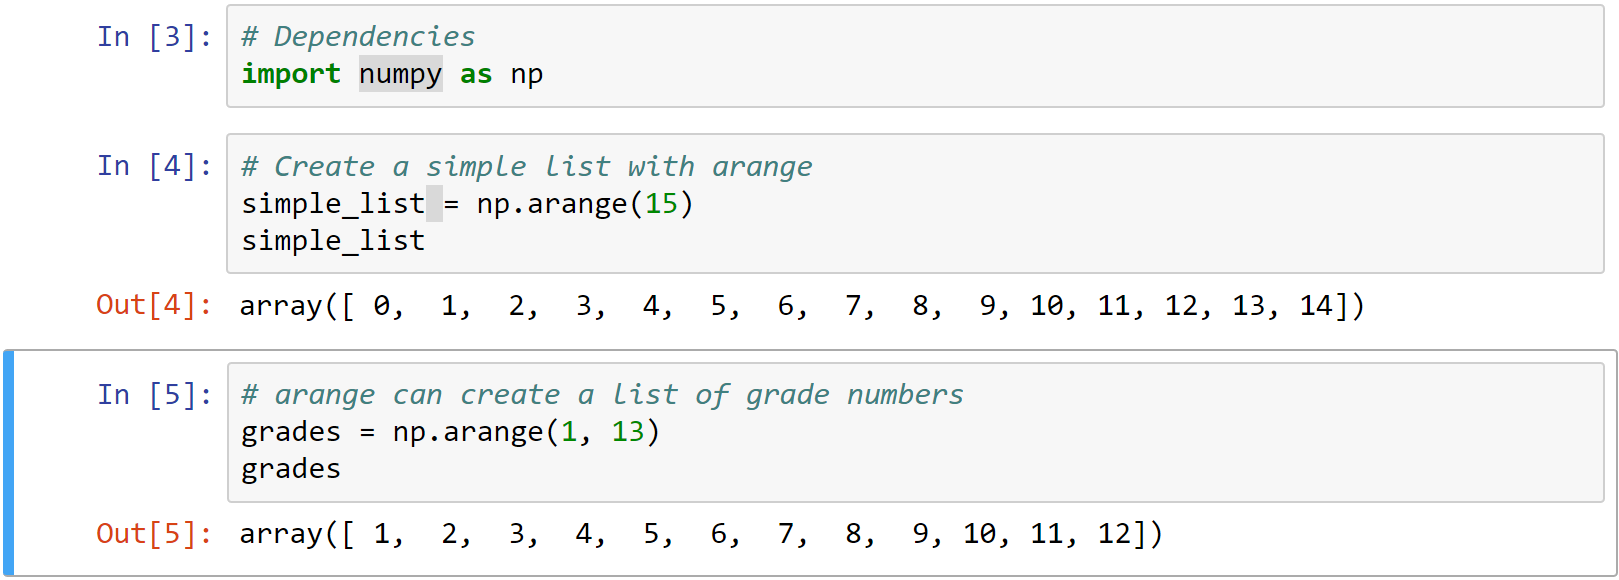 In [3]: # Dependencies
import numpy as np
In [4]: # Create a simple list with arange
simple_list = np.arange(15)
simple_list
Out[4]: array([ 0,  1,  2,  3,  4,  5,  6,  7,  8,  9, 10, 11, 12, 13, 14])
In [5]: # arange can create a list of grade numbers
grades = np.arange(1, 13)
grades
Out[5]: array([ 1,  2,  3,  4,  5,  6,  7,  8,  9, 10, 11, 12])